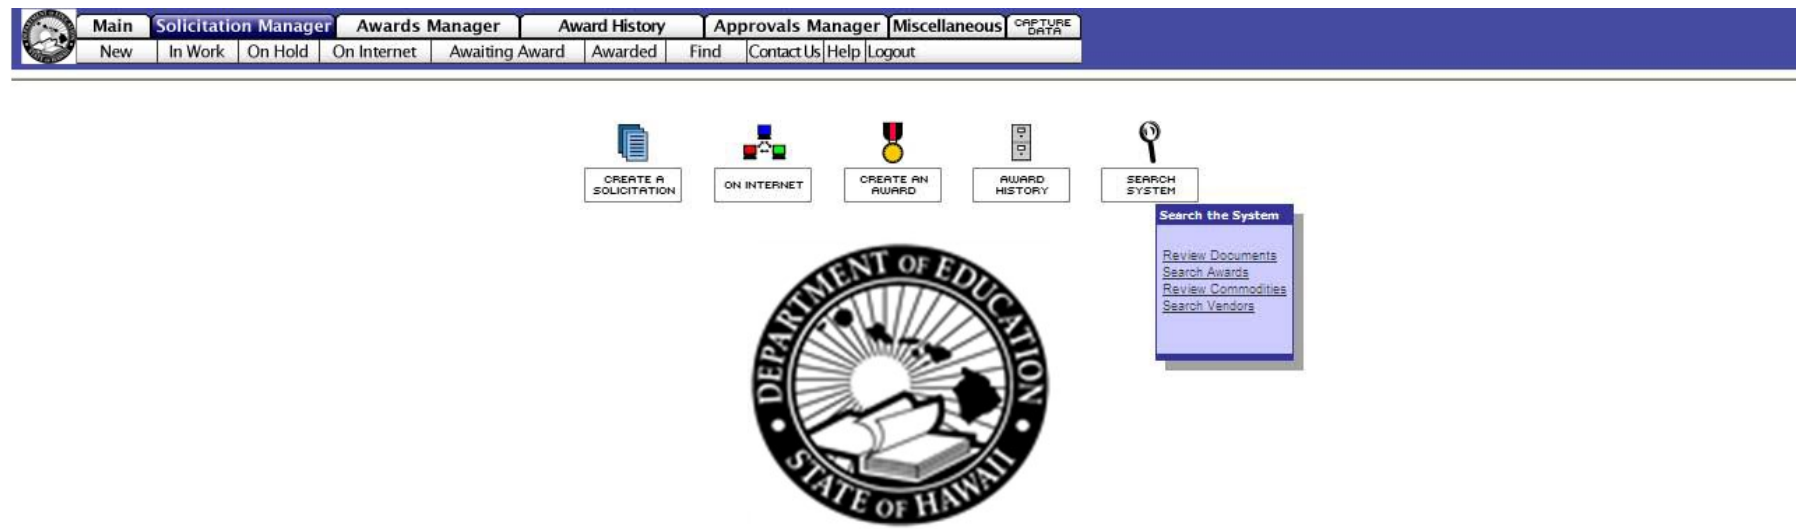 Main Solicitation Manager Awards Manager Award History Approvals Manager Miscellaneous CAPTURE DATA
New In Work On Hold On Internet Awaiting Award Awarded Find Contact Us Help Logout
CREATE A
SOLICITATION
ON INTERNET
CREATE AN
AWARD
AWARD
HISTORY
SEARCH
SYSTEM
Search the System
Review Documents
Search Awards
Review Commodities
Search Vendors
DEPARTMENT OF EDUCATION
STATE OF HAWAII